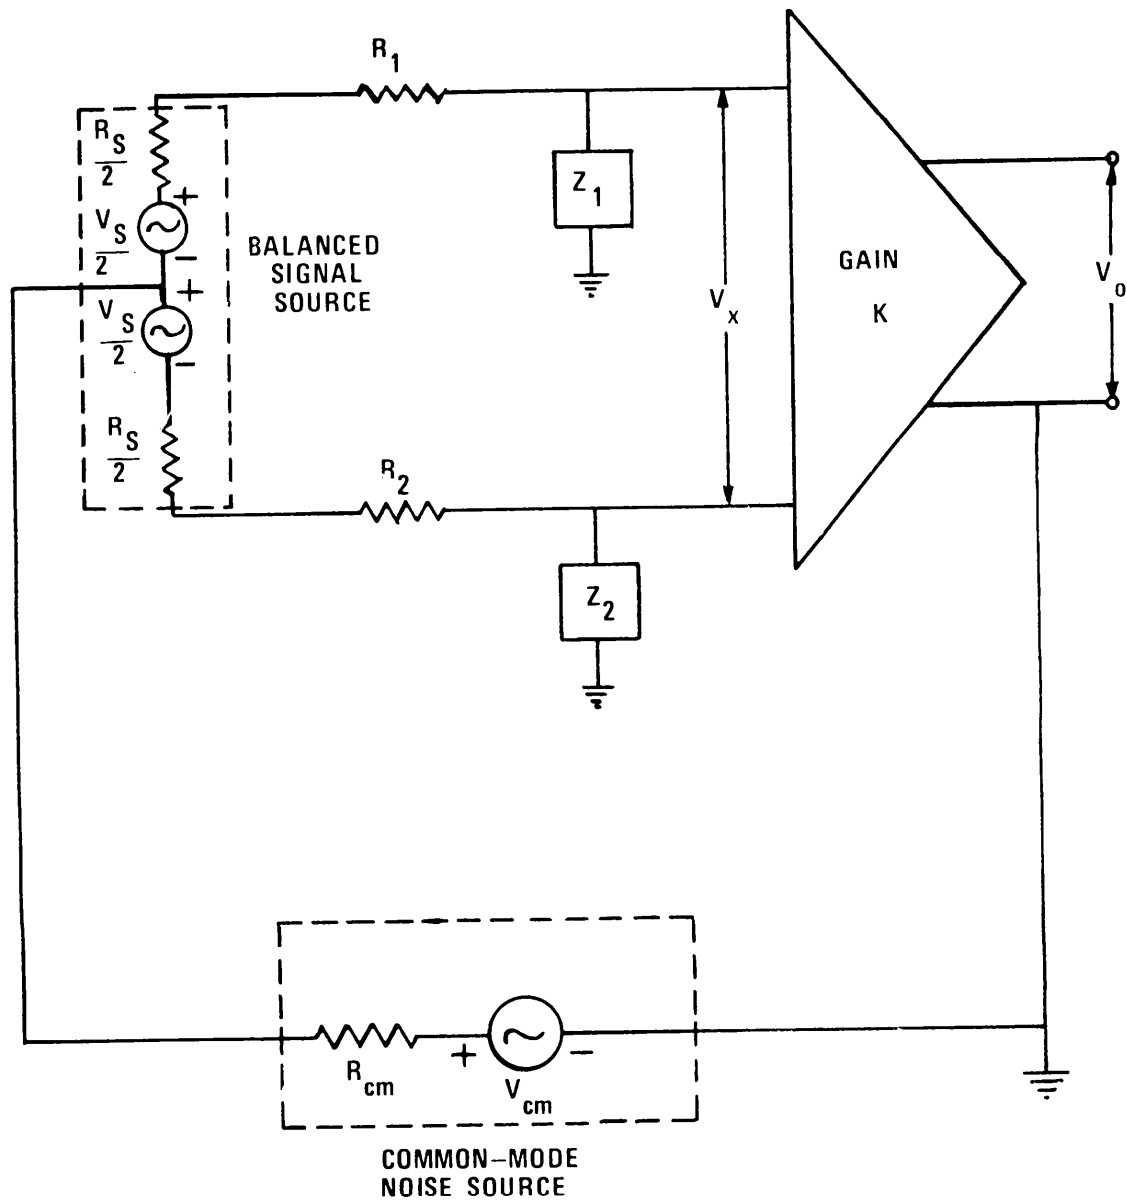 R1
RS
2
+
Z1
VS
2
BALANCED
SIGNAL
SOURCE
−
GAIN
K
Vo
Vx
+
VS
2
−
RS
2
R2
Z2
Rcm
+
−
Vcm
COMMON–MODE
NOISE SOURCE